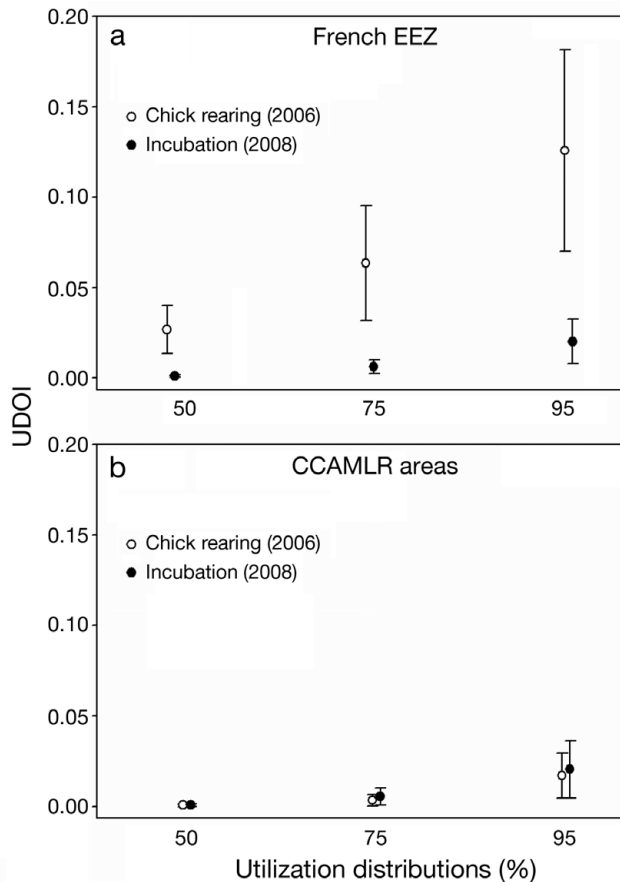 a
French EEZ
0.20
0.15
0.10
0.05
0.00
Chick rearing (2006)
Incubation (2008)
50 75 95
UDOI
b
CCAMLR areas
0.20
0.15
0.10
0.05
0.00
Chick rearing (2006)
Incubation (2008)
50 75 95
Utilization distributions (%)